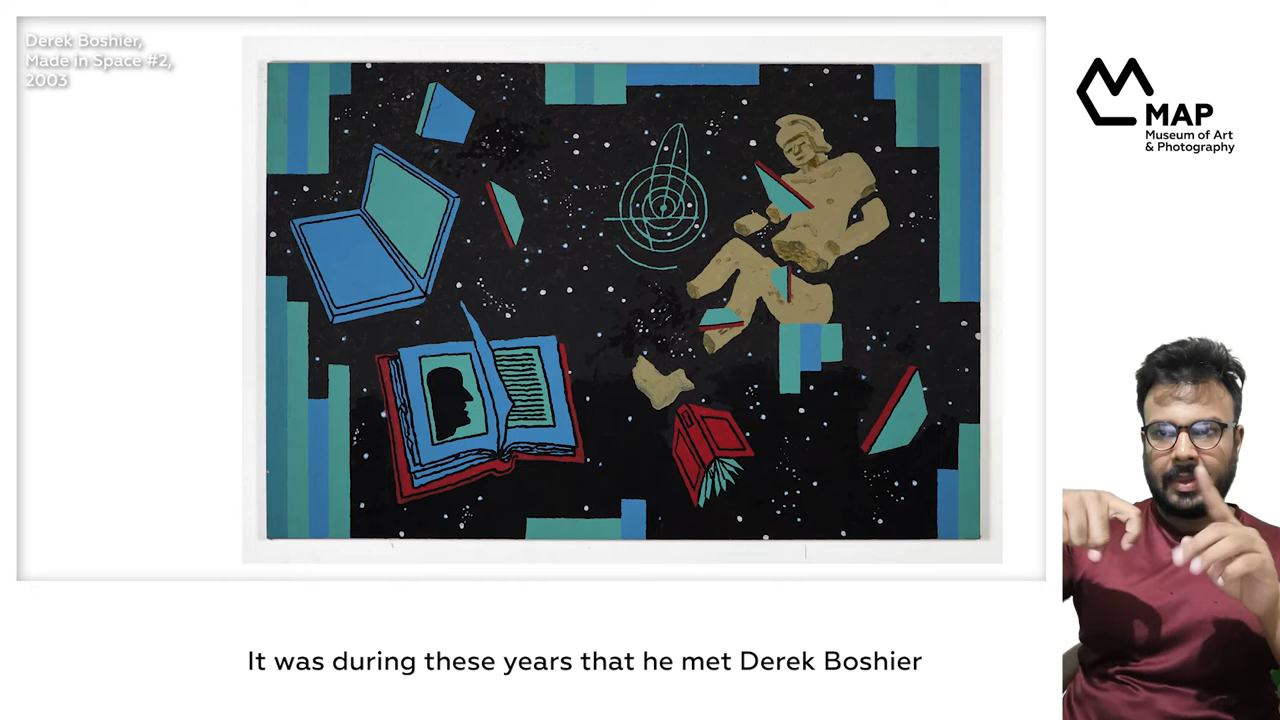 Derek Boshier,
Made in Space #2,
2003
MAP
Museum of Art
& Photography
It was during these years that he met Derek Boshier